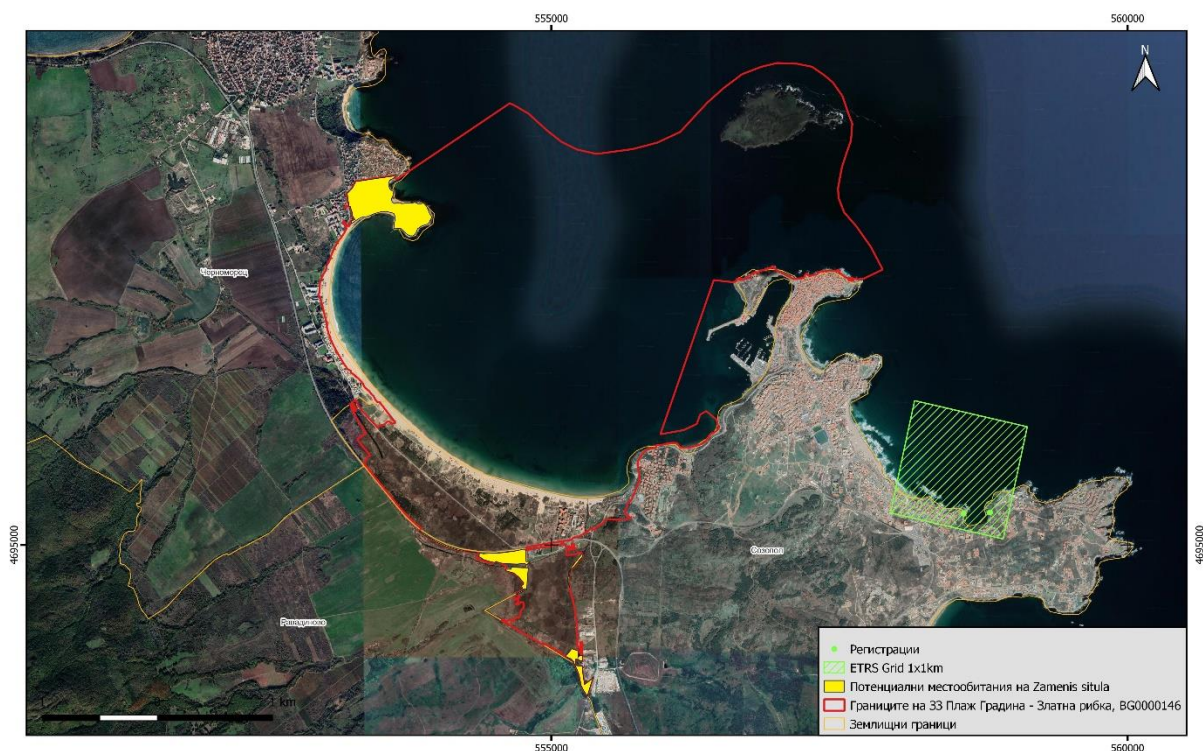 555000 560000
N
Черноморец
4695000 4695000
Созопол
Равадиново
Регистрации
ETRS Grid 1x1km
Потенциални местообитания на Zamenis situla
Границите на ЗЗ Плаж Градина - Златна рибка, BG0000146
Землищни граници
1 km
555000 560000